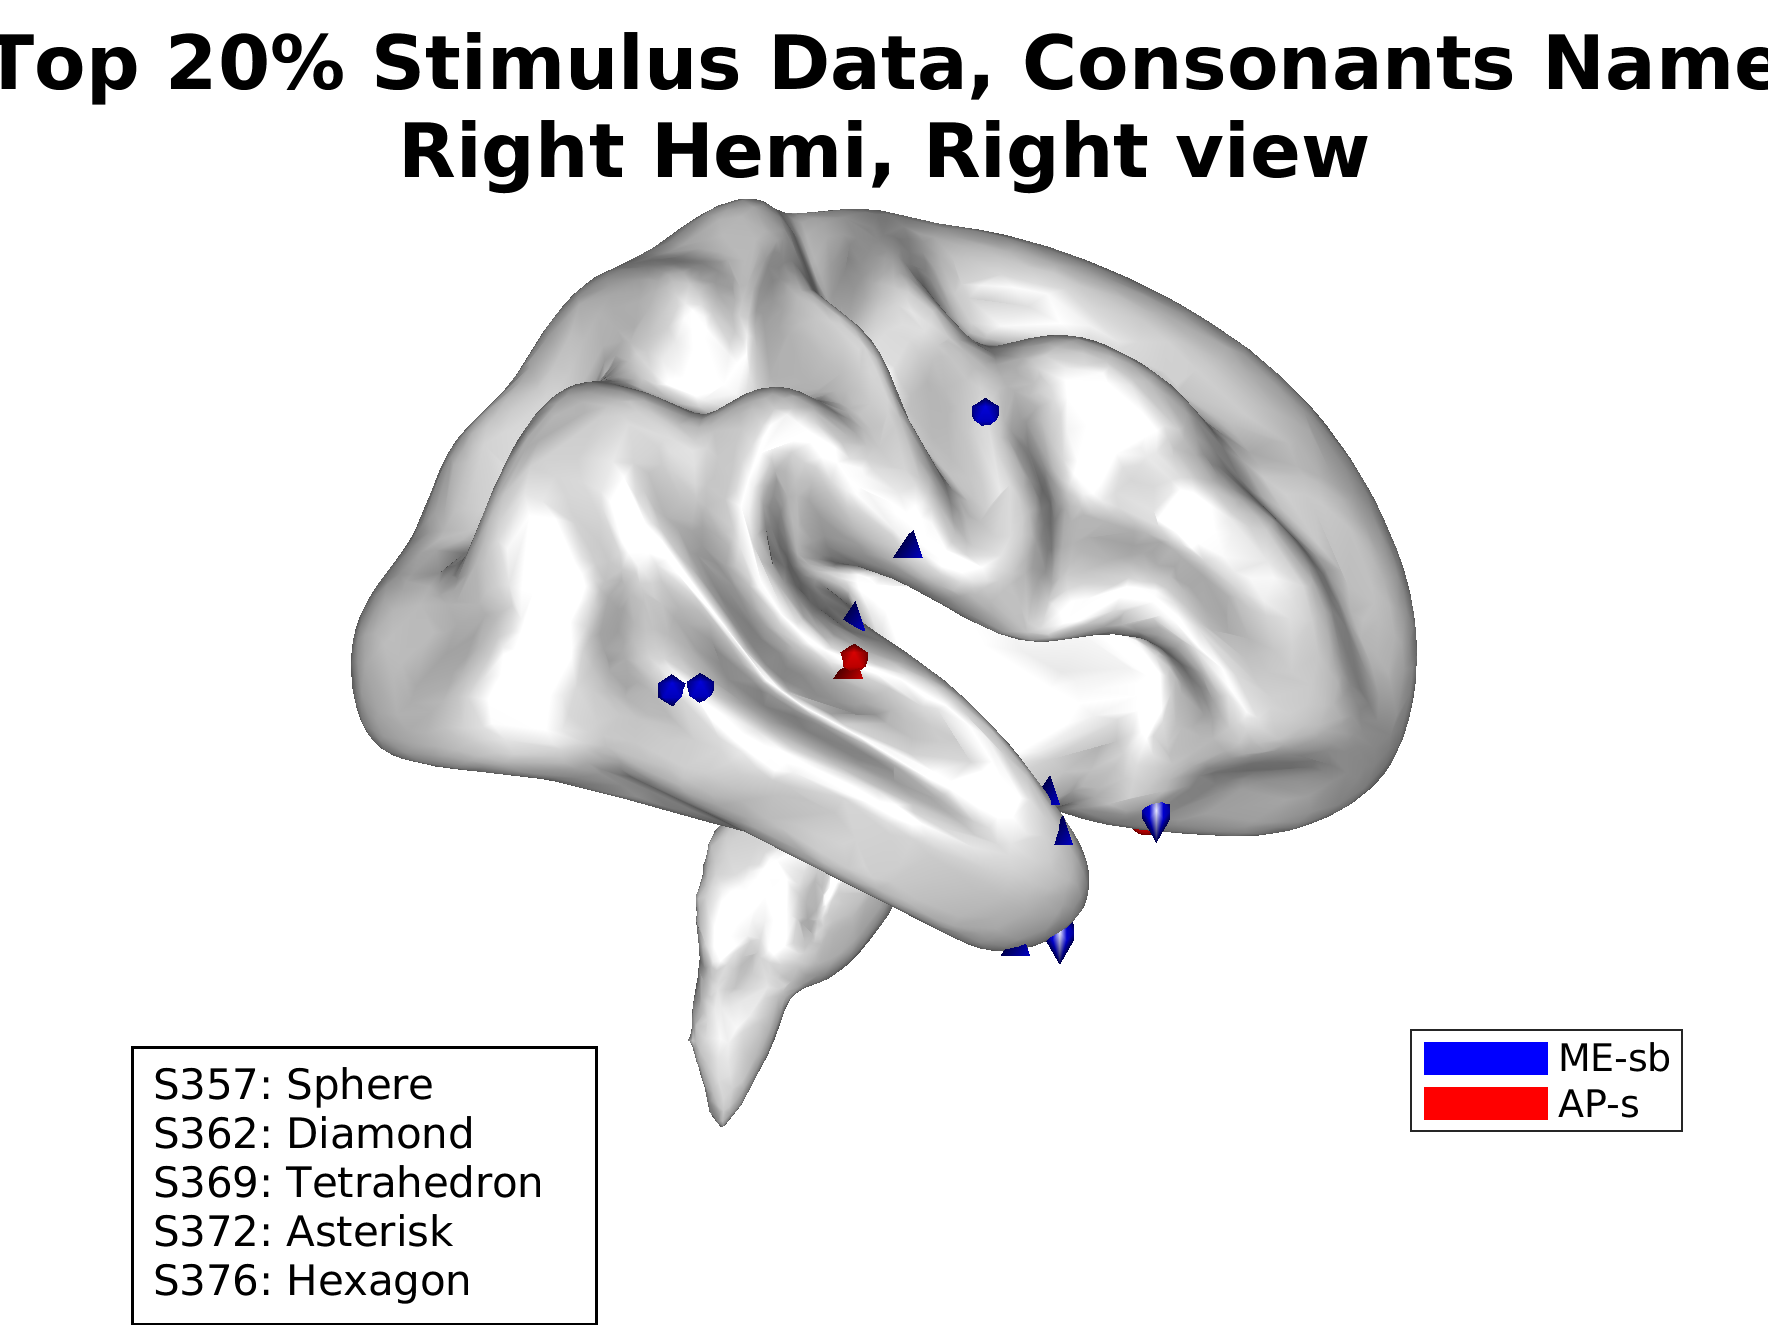 Top 20% Stimulus Data, Consonants Name
Right Hemi, Right view
S357: Sphere
S362: Diamond
S369: Tetrahedron
S372: Asterisk
S376: Hexagon
ME-sb
AP-s